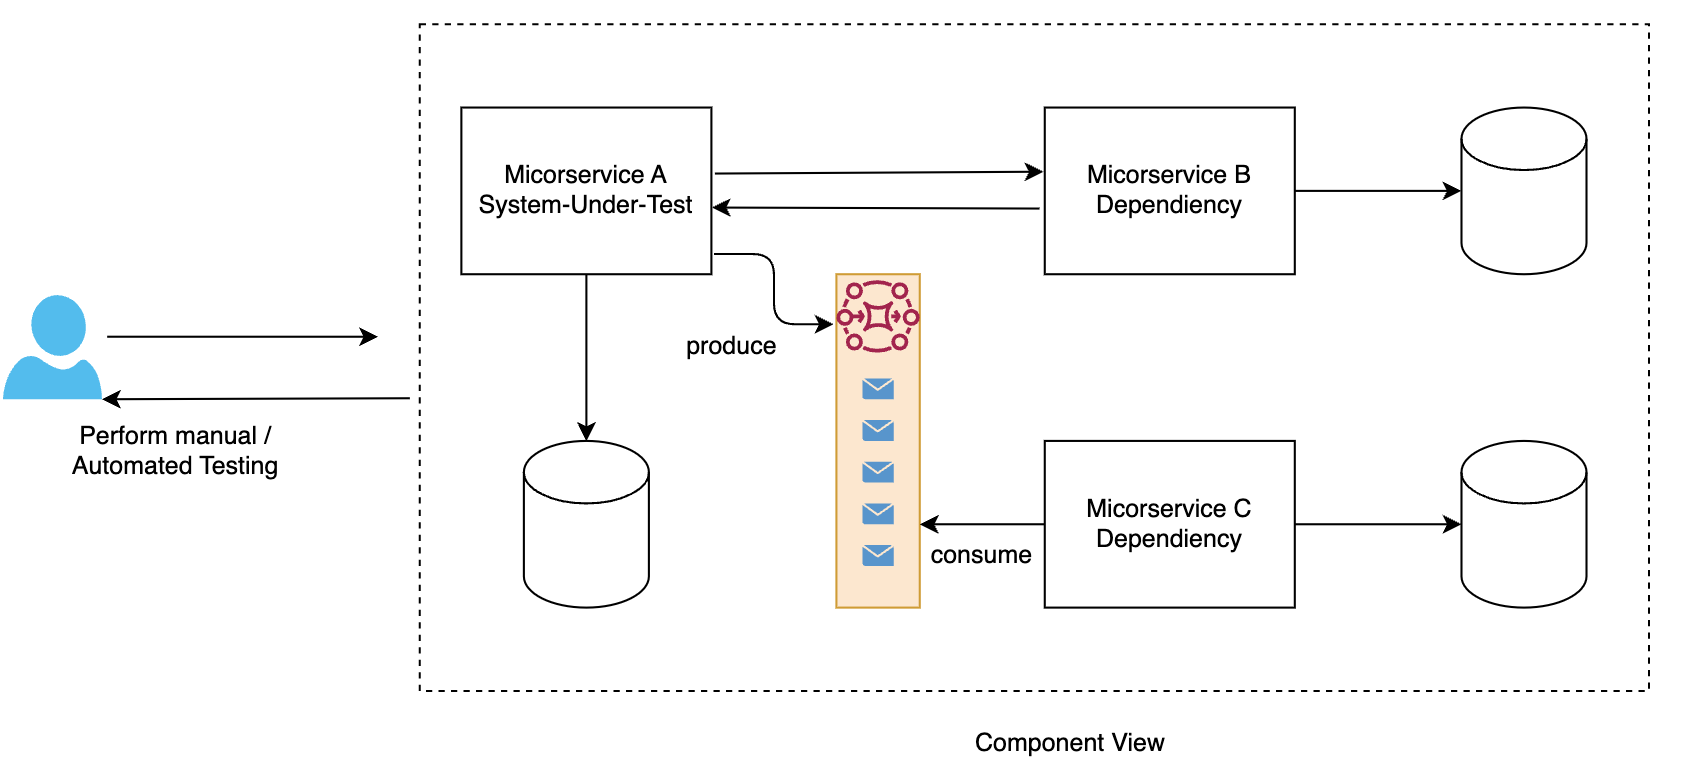 Micorservice A
System-Under-Test
Micorservice B
Dependiency
produce
Perform manual /
Automated Testing
Micorservice C
Dependiency
consume
Component View